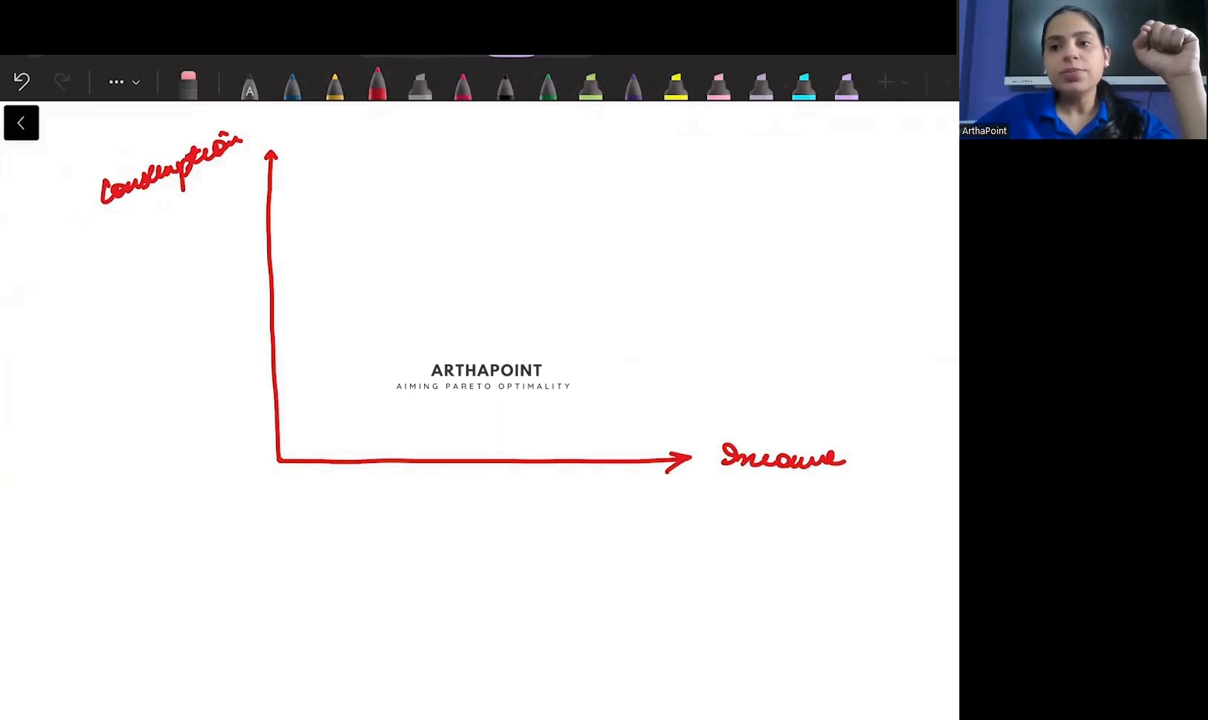 Consumption
ARTHAPOINT
AIMING PARETO OPTIMALITY
Income
A
ArthaPoint